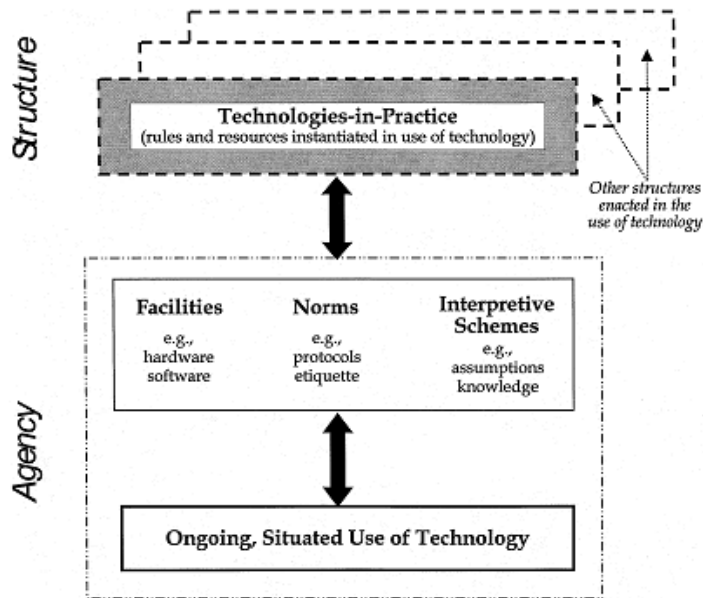 Structure
Technologies-in-Practice
(rules and resources instantiated in use of technology)
Other structures
enacted in the
use of technology
Agency
Facilities
e.g.,
hardware
software
Norms
e.g.,
protocols
etiquette
Interpretive
Schemes
e.g.,
assumptions
knowledge
Ongoing, Situated Use of Technology